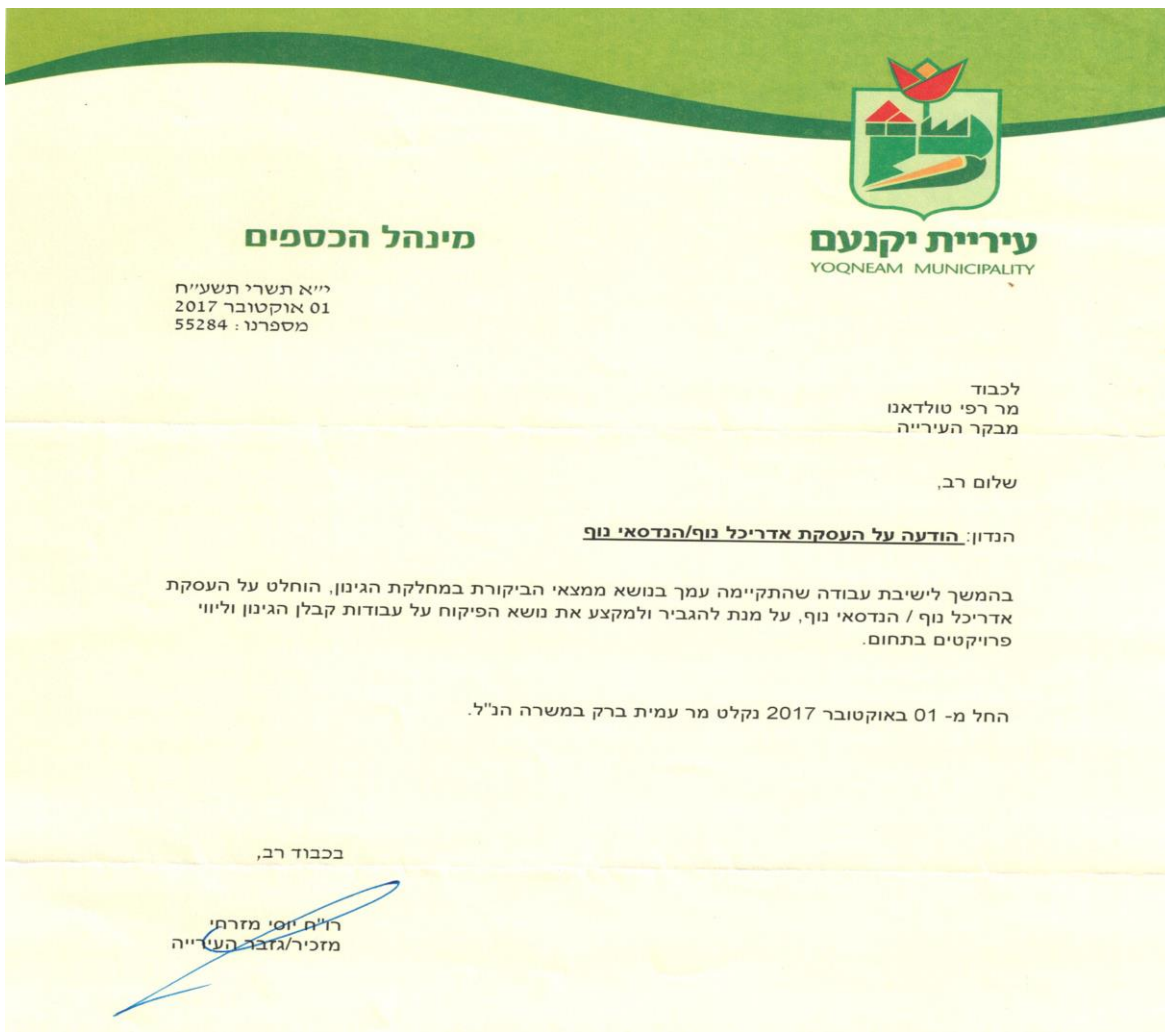 עיריית יקנעם
YOQNEAM MUNICIPALITY
מינהל הכספים
י״א תשרי תשע״ח
01 אוקטובר 2017
מספרנו : 55284
לכבוד
מר רפי טולדאנו
מבקר העירייה
שלום רב,
הנדון: הודעה על העסקת אדריכל נוף/הנדסאי נוף
בהמשך לישיבת עבודה שהתקיימה עמך בנושא ממצאי הביקורת במחלקת הגינון, הוחלט על העסקת
אדריכל נוף / הנדסאי נוף, על מנת להגביר ולמקצע את נושא הפיקוח על עבודות קבלן הגינון וליווי
פרויקטים בתחום.
החל מ- 01 באוקטובר 2017 נקלט מר עמית ברק במשרה הנ"ל.
בכבוד רב,
רו"ח יוסי מזרחי
מזכיר/גזבר העירייה